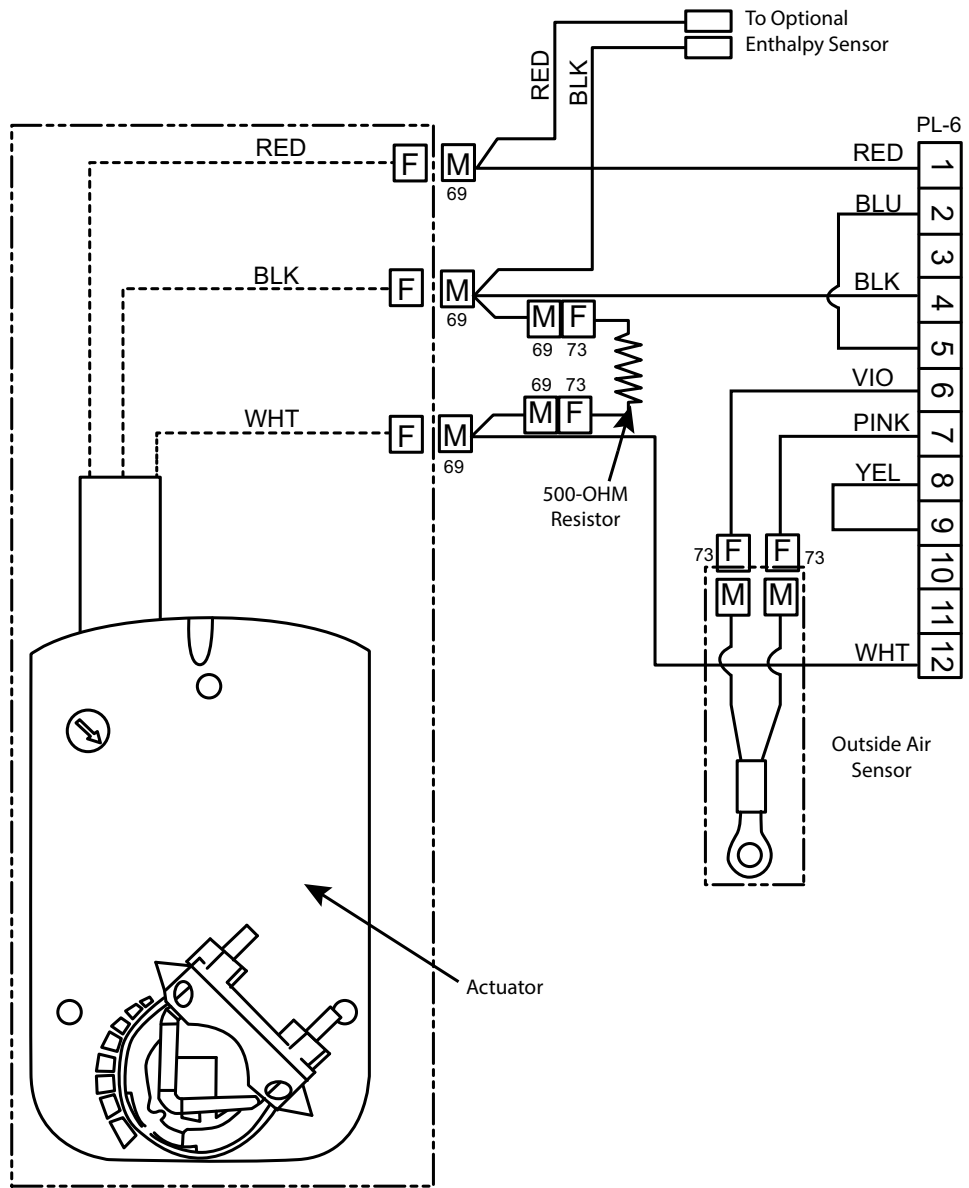 To Optional
Enthalpy Sensor
RED
BLK
PL-6
RED
F
M
69
RED
1
BLU
2
3
BLK
F
M
69
BLK
4
M
F
69
73
5
69
73
M
F
VIO
6
WHT
F
M
69
PINK
7
500-OHM
Resistor
YEL
8
9
73
F
F
73
10
M
M
11
WHT
12
Outside Air
Sensor
Actuator